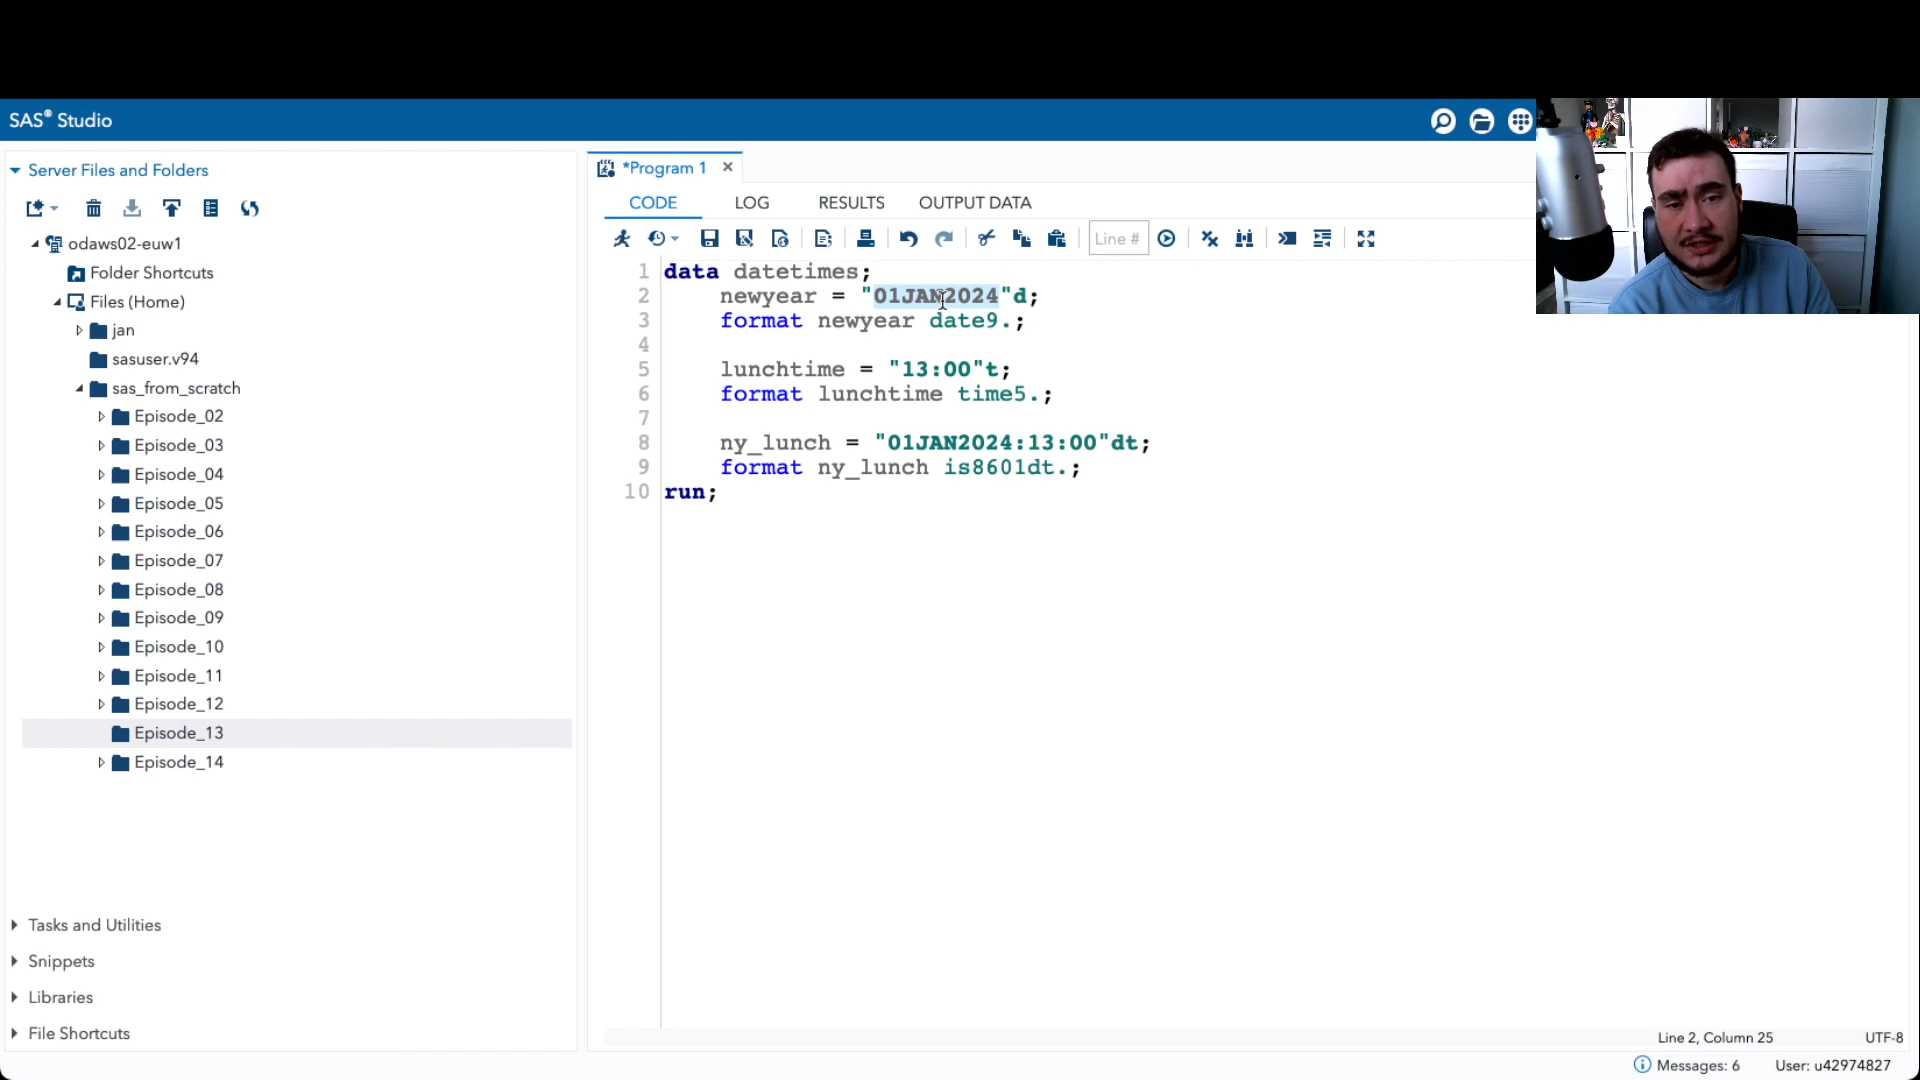 SAS® Studio
Server Files and Folders
odaws02-euw1
Folder Shortcuts
Files (Home)
jan
sasuser.v94
sas_from_scratch
Episode_02
Episode_03
Episode_04
Episode_05
Episode_06
Episode_07
Episode_08
Episode_09
Episode_10
Episode_11
Episode_12
Episode_13
Episode_14
Tasks and Utilities
Snippets
Libraries
File Shortcuts
*Program 1
CODE LOG RESULTS OUTPUT DATA
Line #
1 data datetimes;
2 newyear = "01JAN2024"d;
3 format newyear date9.;
4
5 lunchtime = "13:00"t;
6 format lunchtime time5.;
7
8 ny_lunch = "01JAN2024:13:00"dt;
9 format ny_lunch is8601dt.;
10 run;
Line 2, Column 25 UTF-8
Messages: 6 User: u42974827